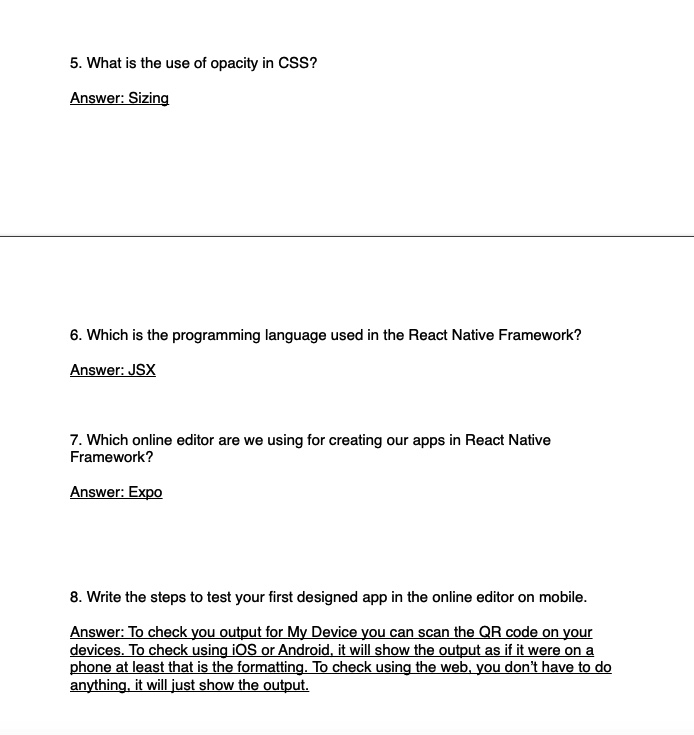 5. What is the use of opacity in CSS?
Answer: Sizing
6. Which is the programming language used in the React Native Framework?
Answer: JSX
7. Which online editor are we using for creating our apps in React Native
Framework?
Answer: Expo
8. Write the steps to test your first designed app in the online editor on mobile.
Answer: To check you output for My Device you can scan the QR code on your
devices. To check using iOS or Android, it will show the output as if it were on a
phone at least that is the formatting. To check using the web, you don’t have to do
anything, it will just show the output.